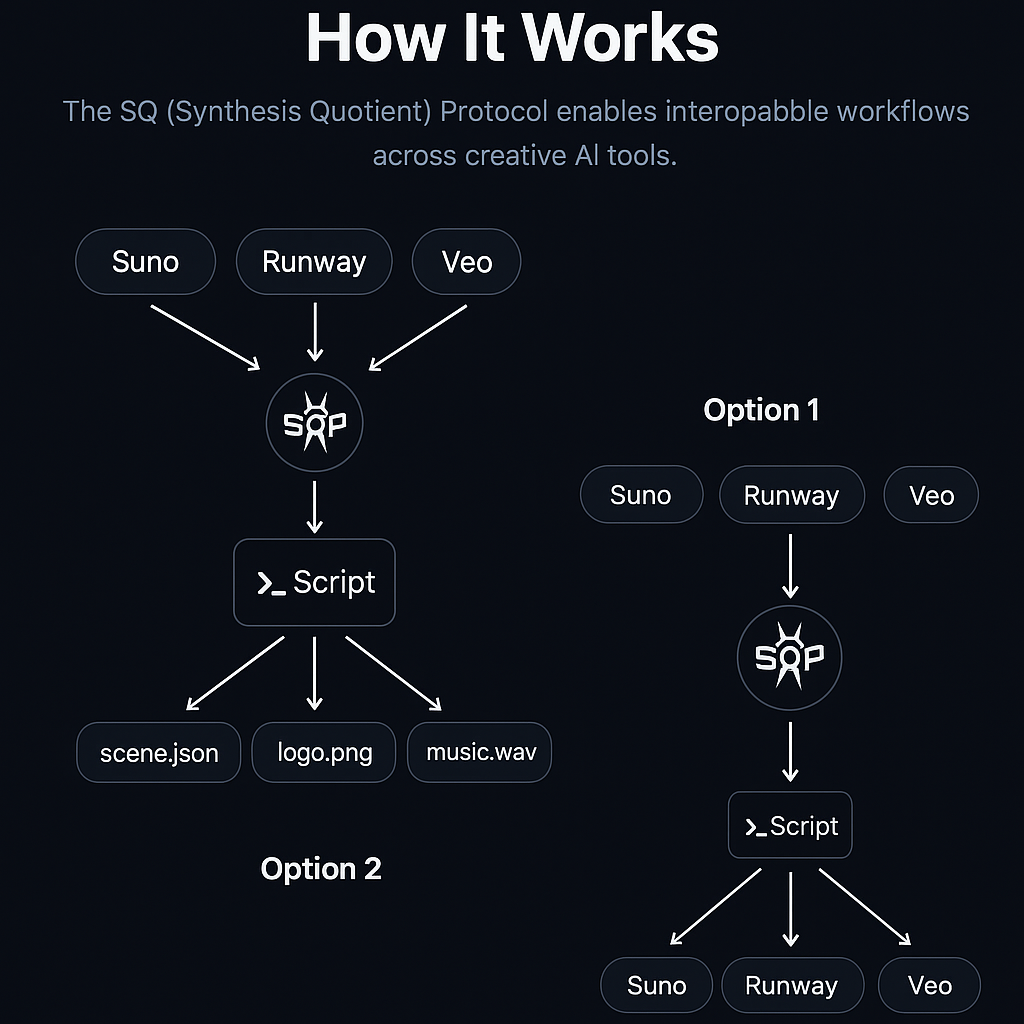 How It Works
The SQ (Synthesis Quotient) Protocol enables interopabble workflows
across creative AI tools.
Suno
Runway
Veo
SQP
>_ Script
scene.json
logo.png
music.wav
Option 2
Option 1
Suno
Runway
Veo
SQP
>_Script
Suno
Runway
Veo